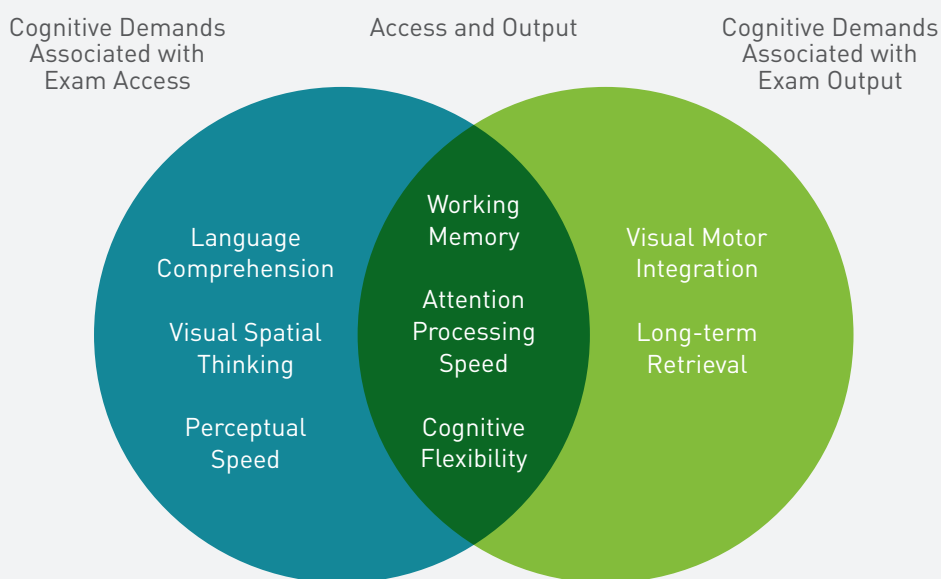 Cognitive Demands
Associated with
Exam Access
Access and Output
Cognitive Demands
Associated with
Exam Output
Language
Comprehension
Visual Spatial
Thinking
Perceptual
Speed
Working
Memory
Attention
Processing
Speed
Cognitive
Flexibility
Visual Motor
Integration
Long-term
Retrieval